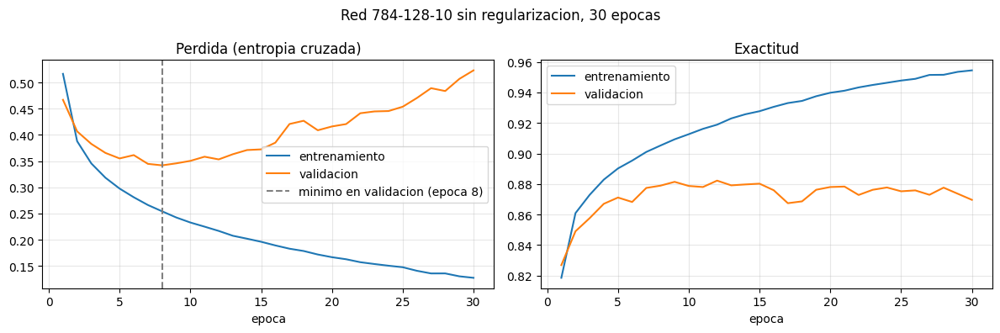 Red 784-128-10 sin regularizacion, 30 epocas
Perdida (entropia cruzada)
0.50
0.45
0.40
0.35
0.30
0.25
0.20
0.15
entrenamiento
validacion
minimo en validacion (epoca 8)
0 5 10 15 20 25 30
epoca
Exactitud
0.96
0.94
0.92
0.90
0.88
0.86
0.84
0.82
entrenamiento
validacion
0 5 10 15 20 25 30
epoca